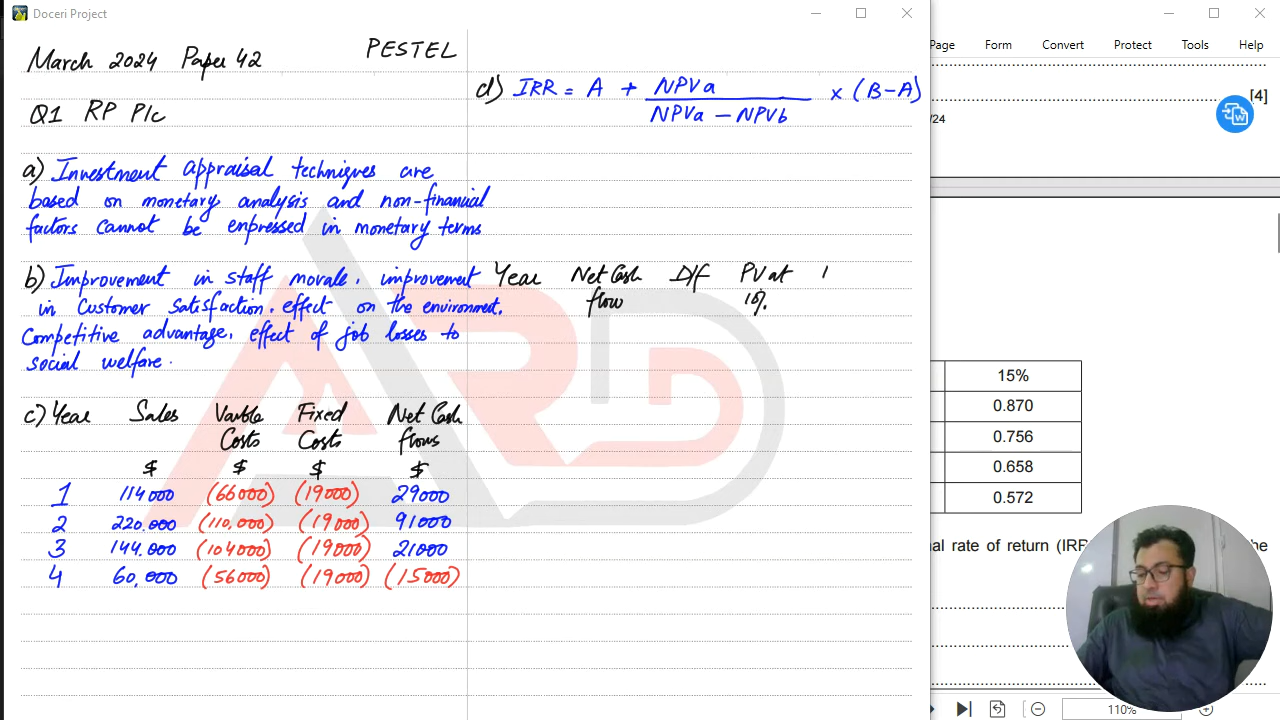 Doceri Project
March 2024 Paper 42
PESTEL
Q1 RP Plc
a) Investment appraisal techniques are
based on monetary analysis and non-financial
factors cannot be expressed in monetary terms
b) Improvement in staff morale, improvement
in customer satisfaction, effect on the environment,
Competitive advantage, effect of job losses to
social welfare.
c) Year Sales Varble Costs Fixed Costs Net Cash flows
$ $ $ $
1 114000 (66000) (19000) 29000
2 220.000 (110.000) (19000) 91000
3 144.000 (104000) (19000) 21000
4 60,000 (56000) (19000) (15000)
d) IRR = A + NPVa / NPVa - NPVb x (B-A)
Year Net Cash flow D/f PV at 10%
Page Form Convert Protect Tools Help
[4]
/24
15%
0.870
0.756
0.658
0.572
al rate of return (IRR
he
110%
ARD